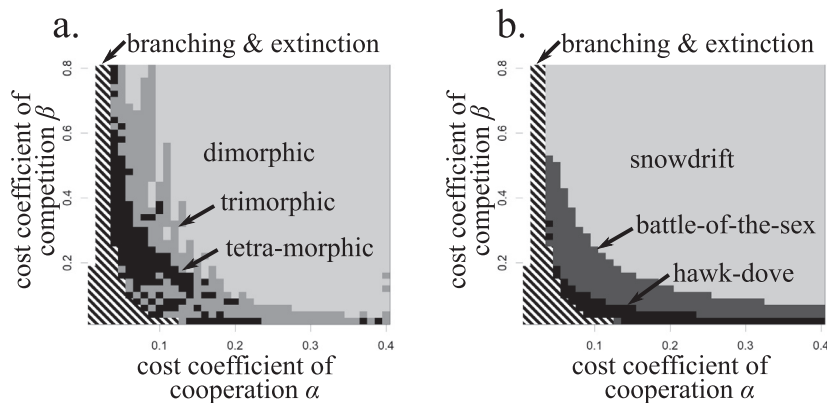 a.
branching & extinction
cost coefficient of
competition β
0.8
0.6
0.4
0.2
dimorphic
trimorphic
tetra-morphic
0.1
0.2
0.3
0.4
cost coefficient of
cooperation α
b.
branching & extinction
cost coefficient of
competition β
0.8
0.6
0.4
0.2
snowdrift
battle-of-the-sex
hawk-dove
0.1
0.2
0.3
0.4
cost coefficient of
cooperation α